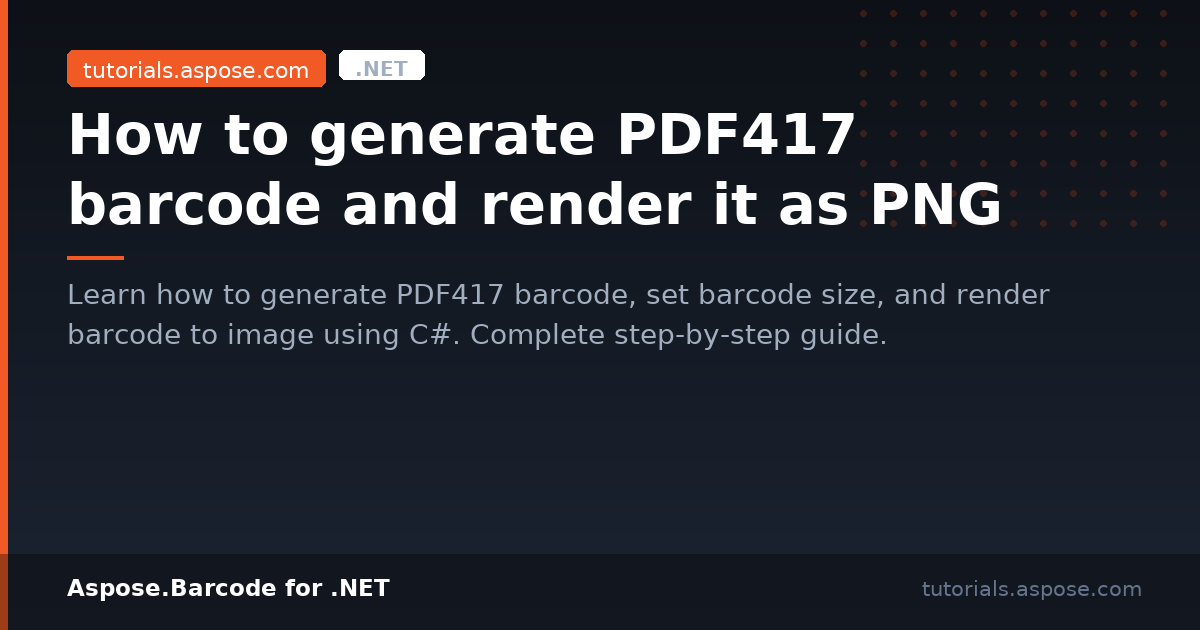 tutorials.aspose.com
.NET
How to generate PDF417
barcode and render it as PNG
Learn how to generate PDF417 barcode, set barcode size, and render
barcode to image using C#. Complete step-by-step guide.
Aspose.Barcode for .NET
tutorials.aspose.com